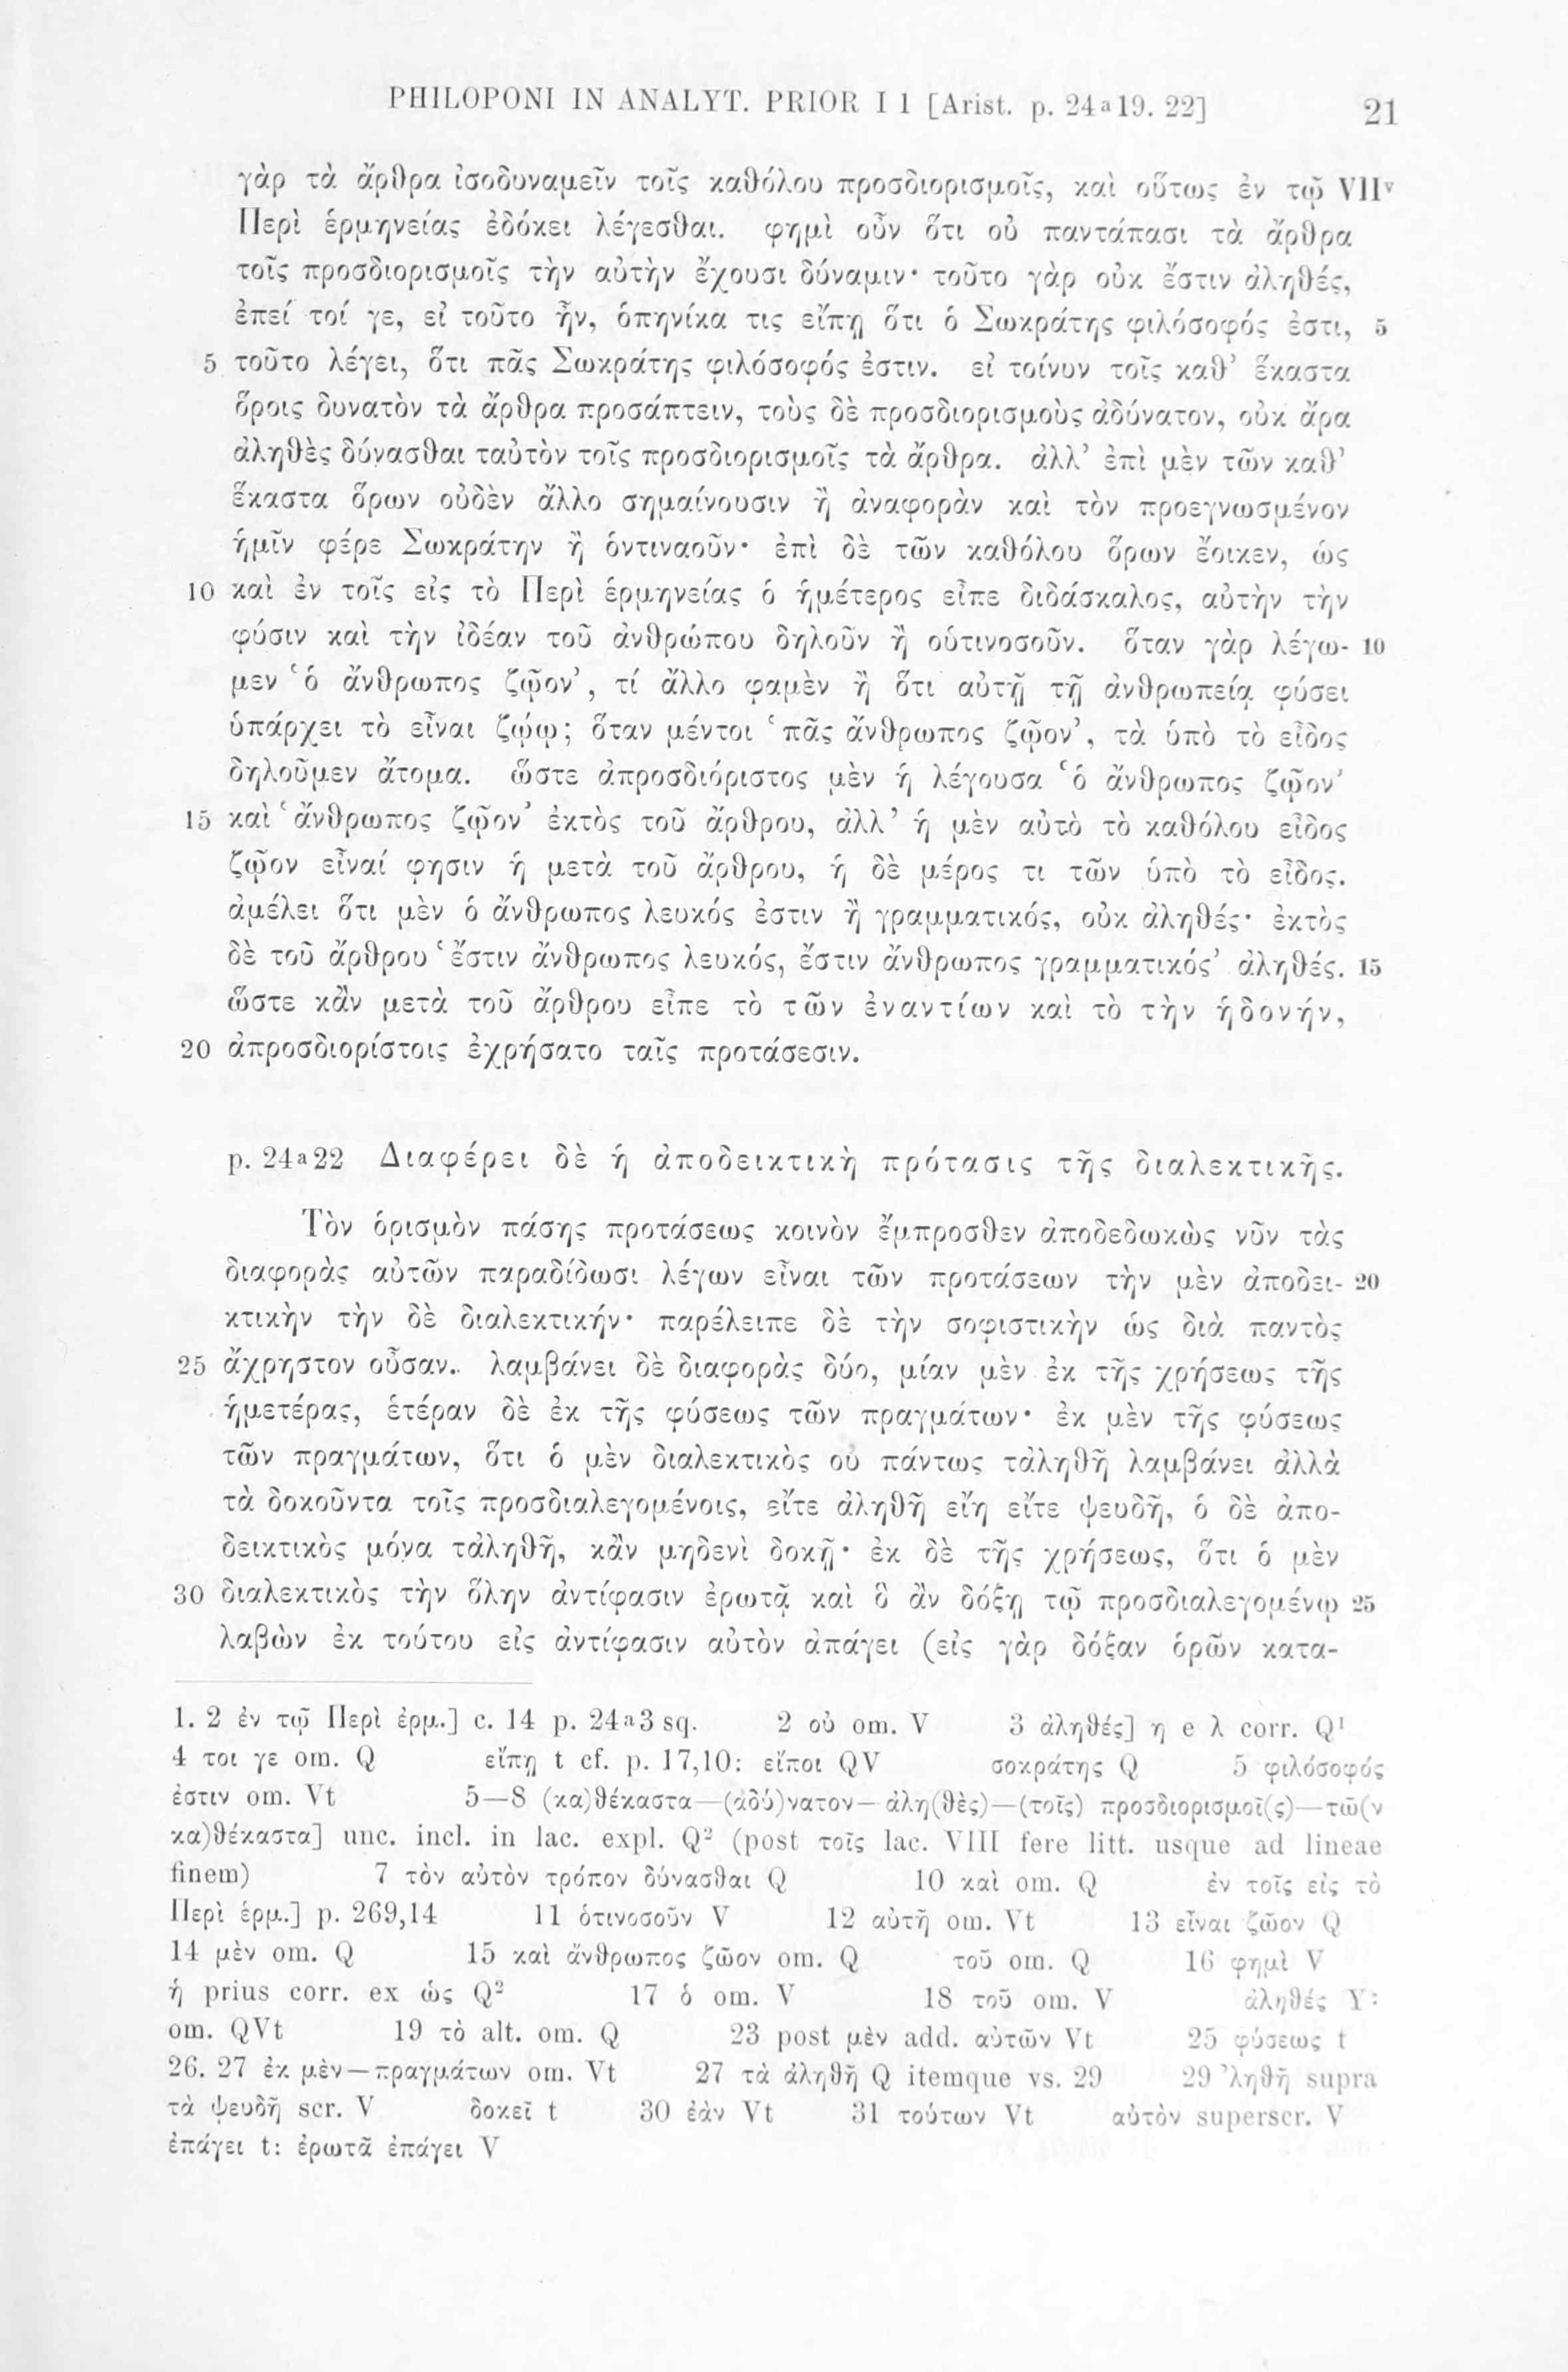 PHILOPONI IN ANALYT. PRIOR I 1 [Arist. p. 24a19. 22] 21
γὰρ τὰ ἄρθρα ἰσοδυναμεῖν τοῖς καθόλου προσδιορισμοῖς, καὶ οὕτως ἐν τῷ VIIv
Περὶ ἑρμηνείας ἐδόκει λέγεσθαι. φημὶ οὖν ὅτι οὐ παντάπασι τὰ ἄρθρα
τοῖς προσδιορισμοῖς τὴν αὐτὴν ἔχουσι δύναμιν· τοῦτο γὰρ οὐκ ἔστιν ἀληθές,
ἐπεί τοί γε, εἰ τοῦτο ἦν, ὁπηνίκα τις εἴπῃ ὅτι ὁ Σωκράτης φιλόσοφός ἐστι, 5
5 τοῦτο λέγει, ὅτι πᾶς Σωκράτης φιλόσοφός ἐστιν. εἰ τοίνυν τοῖς καθ’ ἕκαστα
ὅροις δυνατὸν τὰ ἄρθρα προσάπτειν, τοὺς δὲ προσδιορισμοὺς ἀδύνατον, οὐκ ἄρα
ἀληθὲς δύνασθαι ταὐτὸν τοῖς προσδιορισμοῖς τὰ ἄρθρα. ἀλλ’ ἐπὶ μὲν τῶν καθ’
ἕκαστα ὅρων οὐδὲν ἄλλο σημαίνουσιν ἢ ἀναφορὰν καὶ τὸν προεγνωσμένον
ἡμῖν φέρε Σωκράτην ἢ ὁντιναοῦν· ἐπὶ δὲ τῶν καθόλου ὅρων ἔοικεν, ὡς
10 καὶ ἐν τοῖς εἰς τὸ Περὶ ἑρμηνείας ὁ ἡμέτερος εἶπε διδάσκαλος, αὐτὴν τὴν
φύσιν καὶ τὴν ἰδέαν τοῦ ἀνθρώπου δηλοῦν ἢ οὑτινοσοῦν. ὅταν γὰρ λέγω- 10
μεν ‘ὁ ἄνθρωπος ζῷον’, τί ἄλλο φαμὲν ἢ ὅτι αὐτῇ τῇ ἀνθρωπείᾳ φύσει
ὑπάρχει τὸ εἶναι ζῴῳ; ὅταν μέντοι ‘πᾶς ἄνθρωπος ζῷον’, τὰ ὑπὸ τὸ εἶδος
δηλοῦμεν ἄτομα. ὥστε ἀπροσδιόριστος μὲν ἡ λέγουσα ‘ὁ ἄνθρωπος ζῷον’
15 καὶ ‘ἄνθρωπος ζῷον’ ἐκτὸς τοῦ ἄρθρου, ἀλλ’ ἡ μὲν αὐτὸ τὸ καθόλου εἶδος
ζῷον εἶναί φησιν ἡ μετὰ τοῦ ἄρθρου, ἡ δὲ μέρος τι τῶν ὑπὸ τὸ εἶδος.
ἀμέλει ὅτι μὲν ὁ ἄνθρωπος λευκός ἐστιν ἢ γραμματικός, οὐκ ἀληθές· ἐκτὸς
δὲ τοῦ ἄρθρου ‘ἔστιν ἄνθρωπος λευκός, ἔστιν ἄνθρωπος γραμματικός’ ἀληθές. 15
ὥστε κἂν μετὰ τοῦ ἄρθρου εἶπε τὸ τῶν ἐναντίων καὶ τὸ τὴν ἡδονήν,
20 ἀπροσδιορίστοις ἐχρήσατο ταῖς προτάσεσιν.
p. 24a22 Διαφέρει δὲ ἡ ἀποδεικτικὴ πρότασις τῆς διαλεκτικῆς.
Τὸν ὁρισμὸν πάσης προτάσεως κοινὸν ἔμπροσθεν ἀποδεδωκὼς νῦν τὰς
διαφορὰς αὐτῶν παραδίδωσι λέγων εἶναι τῶν προτάσεων τὴν μὲν ἀποδει- 20
κτικὴν τὴν δὲ διαλεκτικήν· παρέλειπε δὲ τὴν σοφιστικὴν ὡς διὰ παντὸς
25 ἄχρηστον οὖσαν. λαμβάνει δὲ διαφορὰς δύο, μίαν μὲν ἐκ τῆς χρήσεως τῆς
ἡμετέρας, ἑτέραν δὲ ἐκ τῆς φύσεως τῶν πραγμάτων· ἐκ μὲν τῆς φύσεως
τῶν πραγμάτων, ὅτι ὁ μὲν διαλεκτικὸς οὐ πάντως τἀληθῆ λαμβάνει ἀλλὰ
τὰ δοκοῦντα τοῖς προσδιαλεγομένοις, εἴτε ἀληθῆ εἴη εἴτε ψευδῆ, ὁ δὲ ἀπο-
δεικτικὸς μόνα τἀληθῆ, κἂν μηδενὶ δοκῇ· ἐκ δὲ τῆς χρήσεως, ὅτι ὁ μὲν
30 διαλεκτικὸς τὴν ὅλην ἀντίφασιν ἐρωτᾷ καὶ ὃ ἂν δόξῃ τῷ προσδιαλεγομένῳ 25
λαβὼν ἐκ τούτου εἰς ἀντίφασιν αὐτὸν ἀπάγει (εἰς γὰρ δόξαν ὁρῶν κατα-
1. 2 ἐν τῷ Περὶ ἑρμ.] c. 14 p. 24a3 sq. 2 οὐ om. V 3 ἀληθές] η e λ corr. Q1
4 τοι γε om. Q εἴπῃ t cf. p. 17,10: εἴποι QV σοκράτης Q 5 φιλόσοφός
ἐστιν om. Vt 5—8 (κα)θέκαστα—(ἀδύ)νατον—ἀλη(θὲς)—(τοῖς) προσδιορισμοῖ(ς)—τῶ(ν
κα)θέκαστα] unc. incl. in lac. expl. Q2 (post τοῖς lac. VIII fere litt. usque ad lineae
finem) 7 τὸν αὐτὸν τρόπον δύνασθαι Q 10 καὶ om. Q ἐν τοῖς εἰς τὸ
Περὶ ἑρμ.] p. 269,14 11 ὁτινοσοῦν V 12 αὐτῇ om. Vt 13 εἶναι ζῶον Q
14 μὲν om. Q 15 καὶ ἄνθρωπος ζῶον om. Q τοῦ om. Q 16 φημὶ V
ἡ prius corr. ex ὡς Q2 17 ὁ om. V 18 τοῦ om. V ἀληθές Y:
om. QVt 19 τὸ alt. om. Q 23 post μὲν add. αὐτῶν Vt 25 φύσεως t
26. 27 ἐκ μὲν—πραγμάτων om. Vt 27 τὰ ἀληθῆ Q itemque vs. 29 29 ’ληθῆ supra
τὰ ψευδῆ scr. V δοκεῖ t 30 ἐὰν Vt 31 τούτων Vt αὐτὸν superscr. V
ἐπάγει t: ἐρωτᾶ ἐπάγει V